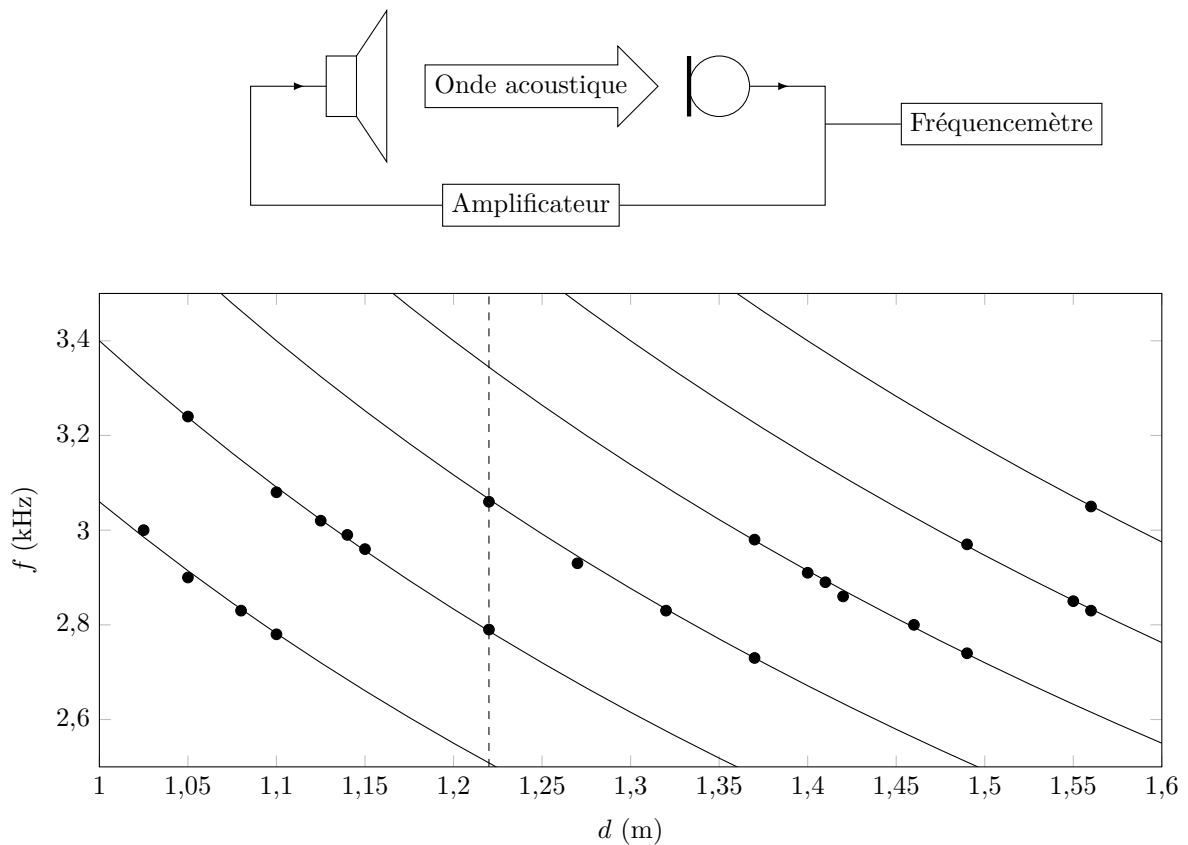 Onde acoustique
Fréquencemètre
Amplificateur
3,4
3,2
3
2,8
2,6
f (kHz)
1 1,05 1,1 1,15 1,2 1,25 1,3 1,35 1,4 1,45 1,5 1,55 1,6
d (m)